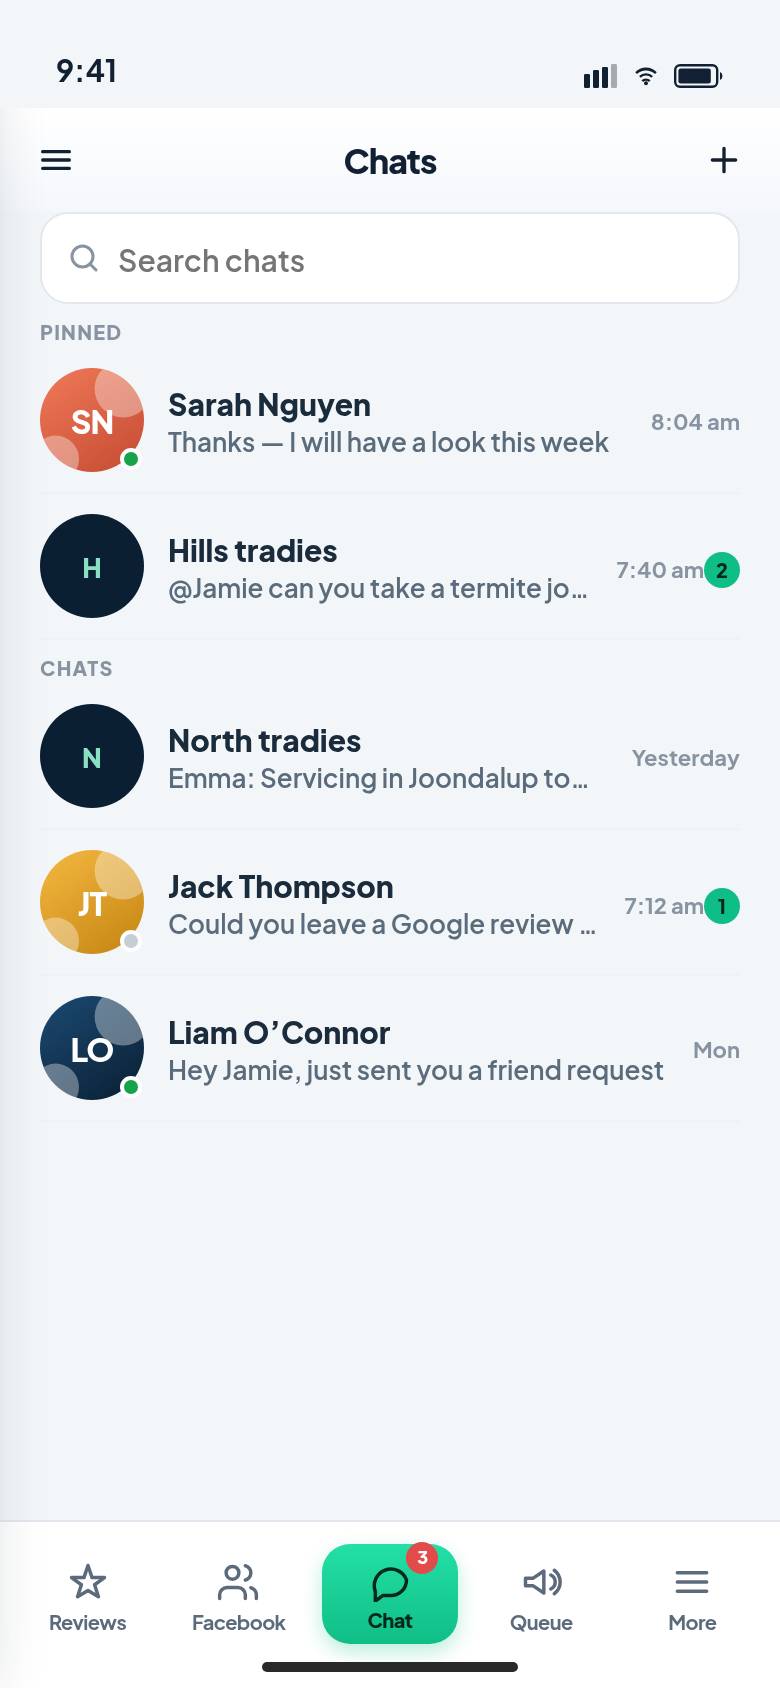 9:41
Chats
Search chats
PINNED
SN
Sarah Nguyen
Thanks — I will have a look this week
8:04 am
H
Hills tradies
@Jamie can you take a termite jo...
7:40 am
2
CHATS
N
North tradies
Emma: Servicing in Joondalup to...
Yesterday
JT
Jack Thompson
Could you leave a Google review ...
7:12 am
1
LO
Liam O’Connor
Hey Jamie, just sent you a friend request
Mon
Reviews
Facebook
3
Chat
Queue
More